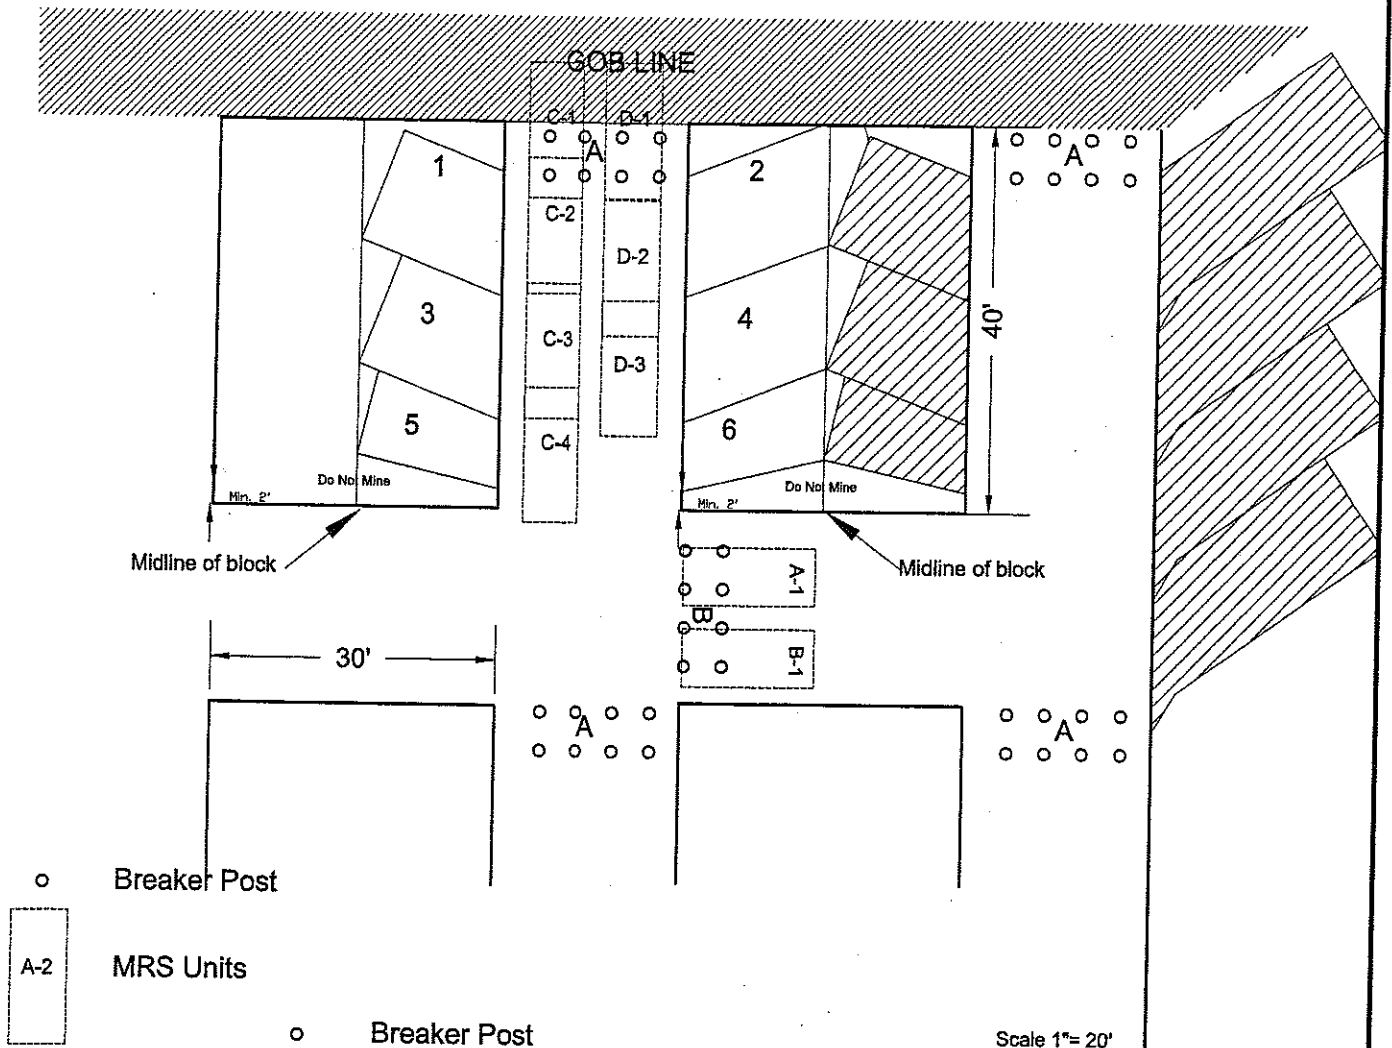 GOB LINE
C-1
D-1
A
A
1
2
C-2
D-2
3
4
40'
C-3
D-3
5
6
C-4
Do Not Mine
Do Not Mine
Min. 2'
Min. 2'
Midline of block
Midline of block
A-1
B
B-1
30'
A
A
Breaker Post
A-2
MRS Units
Breaker Post
Scale 1"= 20'